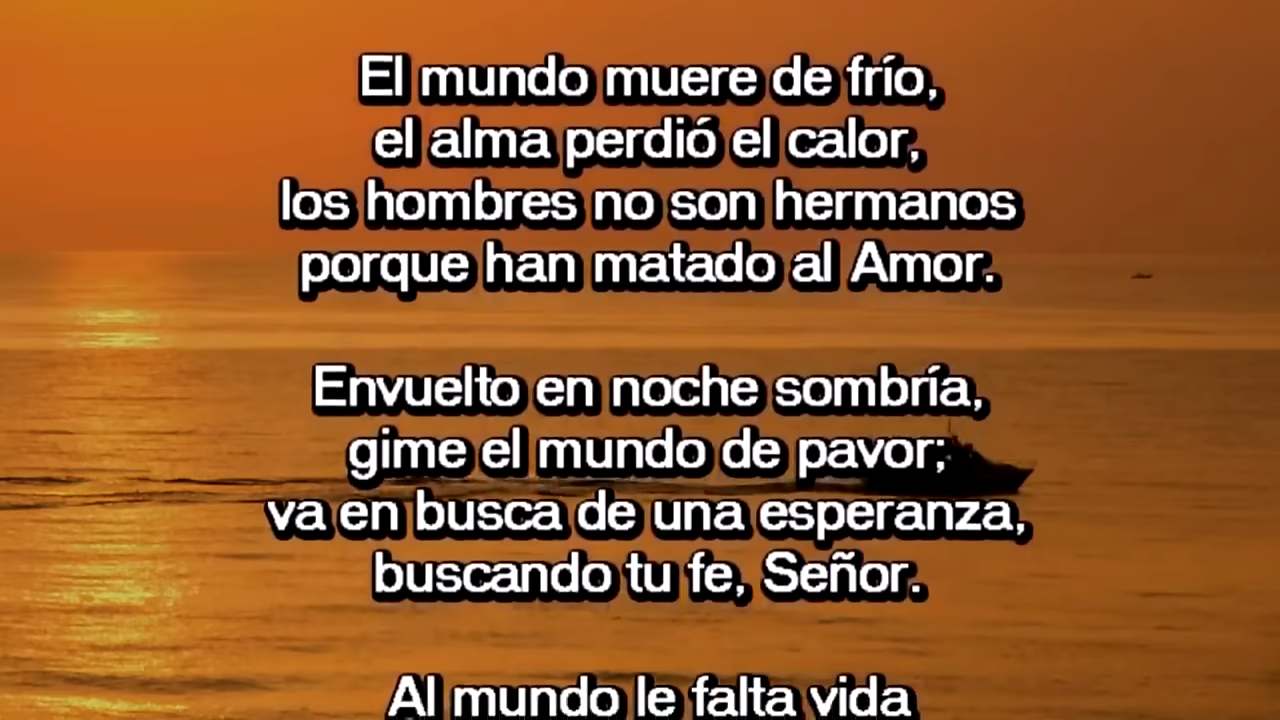 El mundo muere de frío,
el alma perdió el calor,
los hombres no son hermanos
porque han matado al Amor.
Envuelto en noche sombría,
gime el mundo de pavor;
va en busca de una esperanza,
buscando tu fe, Señor.
Al mundo le falta vida